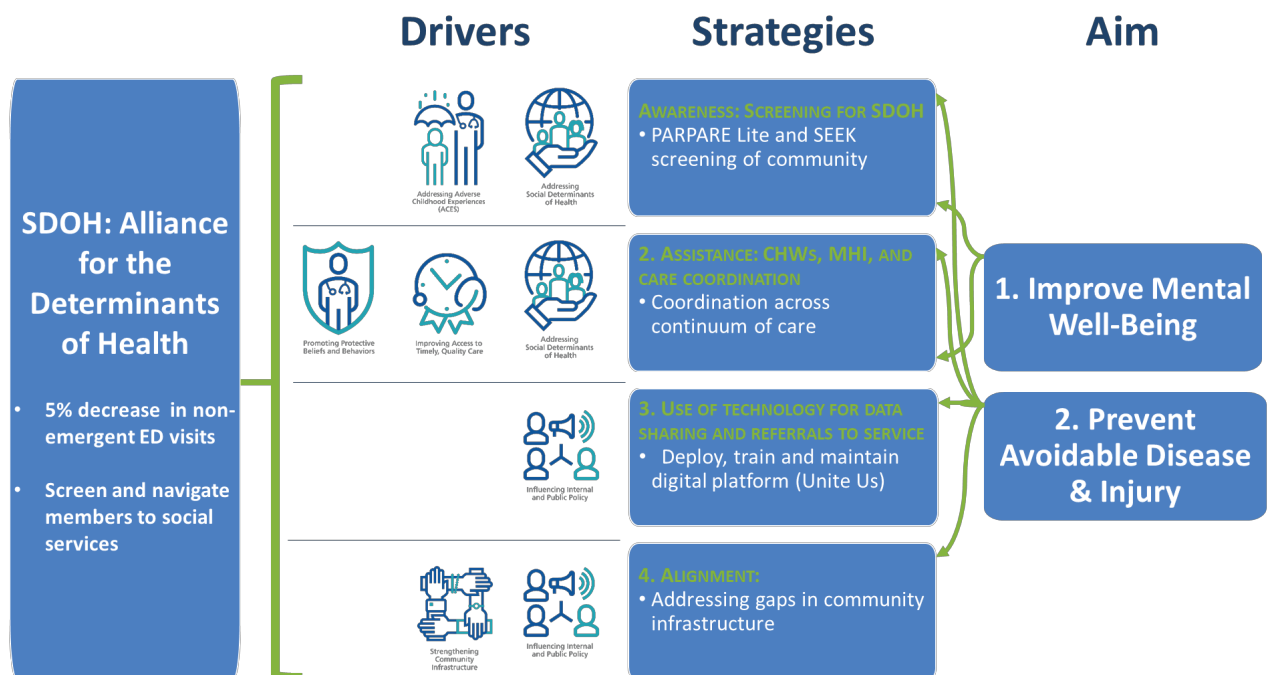 Drivers
Strategies
Aim
SDOH: Alliance
for the
Determinants
of Health
• 5% decrease in non-
emergent ED visits
• Screen and navigate
members to social
services
Addressing Adverse
Childhood Experiences
(ACES)
Addressing
Social Determinants
of Health
AWARENESS: SCREENING FOR SDOH
• PARPARE Lite and SEEK
screening of community
Promoting Protective
Beliefs and Behaviors
Improving Access to
Timely, Quality Care
Addressing
Social Determinants
of Health
2. ASSISTANCE: CHWS, MHI, AND
CARE COORDINATION
• Coordination across
continuum of care
Influencing Internal
and Public Policy
3. USE OF TECHNOLOGY FOR DATA
SHARING AND REFERRALS TO SERVICE
• Deploy, train and maintain
digital platform (Unite Us)
Strengthening
Community
Infrastructure
Influencing Internal
and Public Policy
4. ALIGNMENT:
• Addressing gaps in community
infrastructure
1. Improve Mental
Well-Being
2. Prevent
Avoidable Disease
& Injury